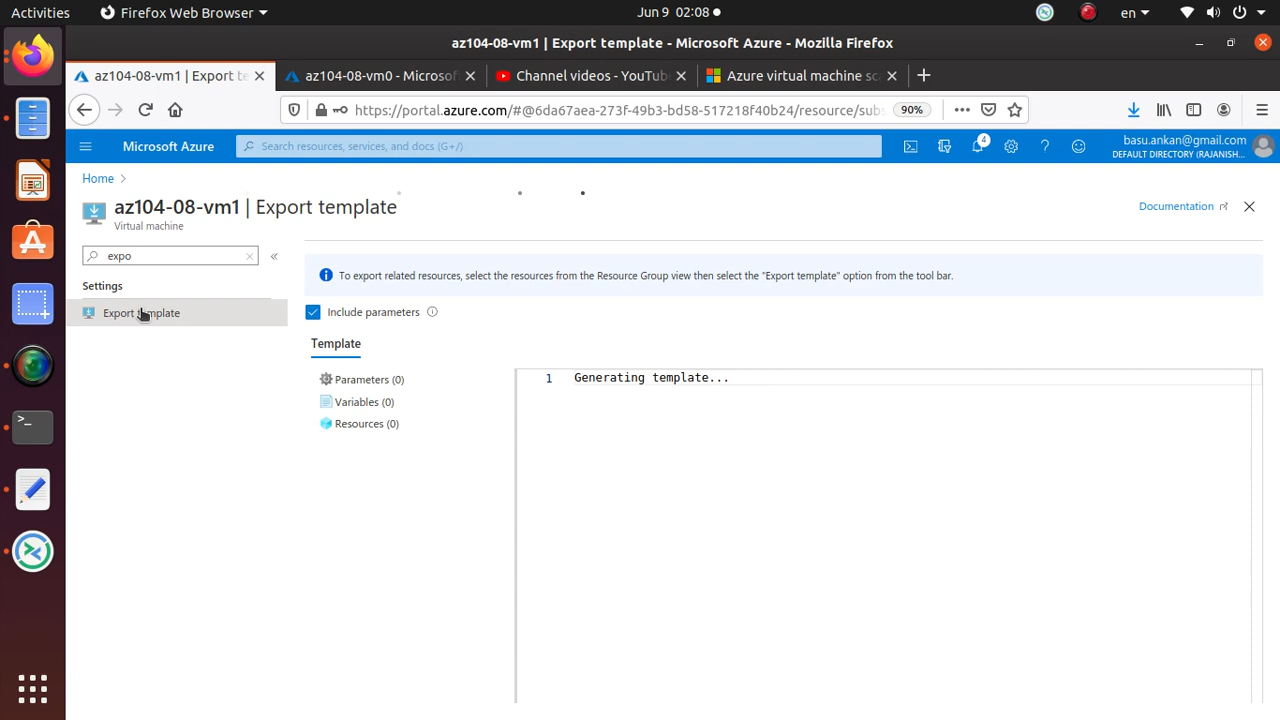 Activities
Firefox Web Browser
Jun 9 02:08
en
az104-08-vm1 | Export template - Microsoft Azure - Mozilla Firefox
az104-08-vm1 | Export te
az104-08-vm0 - Microsof
Channel videos - YouTub
Azure virtual machine sc
https://portal.azure.com/#@6da67aea-273f-49b3-bd58-517218f40b24/resource/subs
90%
Microsoft Azure
Search resources, services, and docs (G+/)
4
basu.ankan@gmail.com
DEFAULT DIRECTORY (RAJANISH...
Home
az104-08-vm1 | Export template
Virtual machine
Documentation
expo
Settings
Export template
To export related resources, select the resources from the Resource Group view then select the "Export template" option from the tool bar.
Include parameters
Template
Parameters (0)
Variables (0)
Resources (0)
1 Generating template...